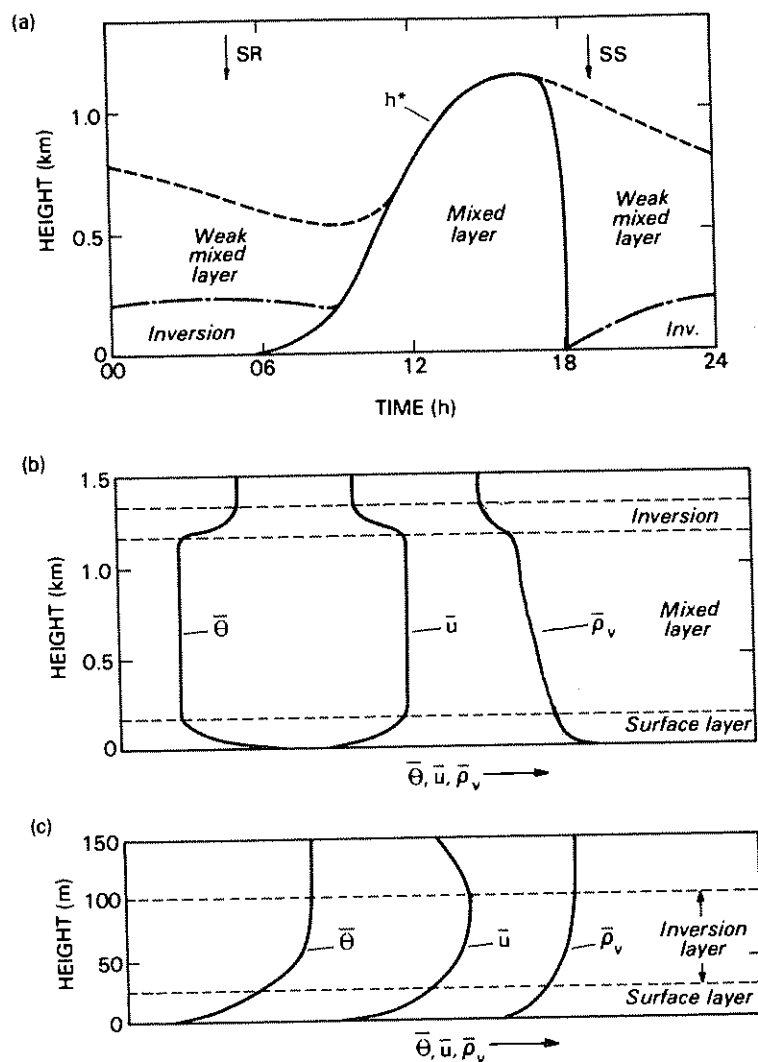 (a)
SR
SS
h*
1.0
HEIGHT (km)
0.5
0
Weak
mixed
layer
Mixed
layer
Weak
mixed
layer
Inversion
Inv.
00
06
12
18
24
TIME (h)
(b)
1.5
1.0
0.5
0
HEIGHT (km)
Inversion
Θ̅
u̅
ρ̅ᵥ
Mixed
layer
Surface layer
Θ̅, u̅, ρ̅ᵥ
(c)
150
100
50
0
HEIGHT (m)
Θ̅
u̅
ρ̅ᵥ
Inversion
layer
Surface layer
Θ̅, u̅, ρ̅ᵥ